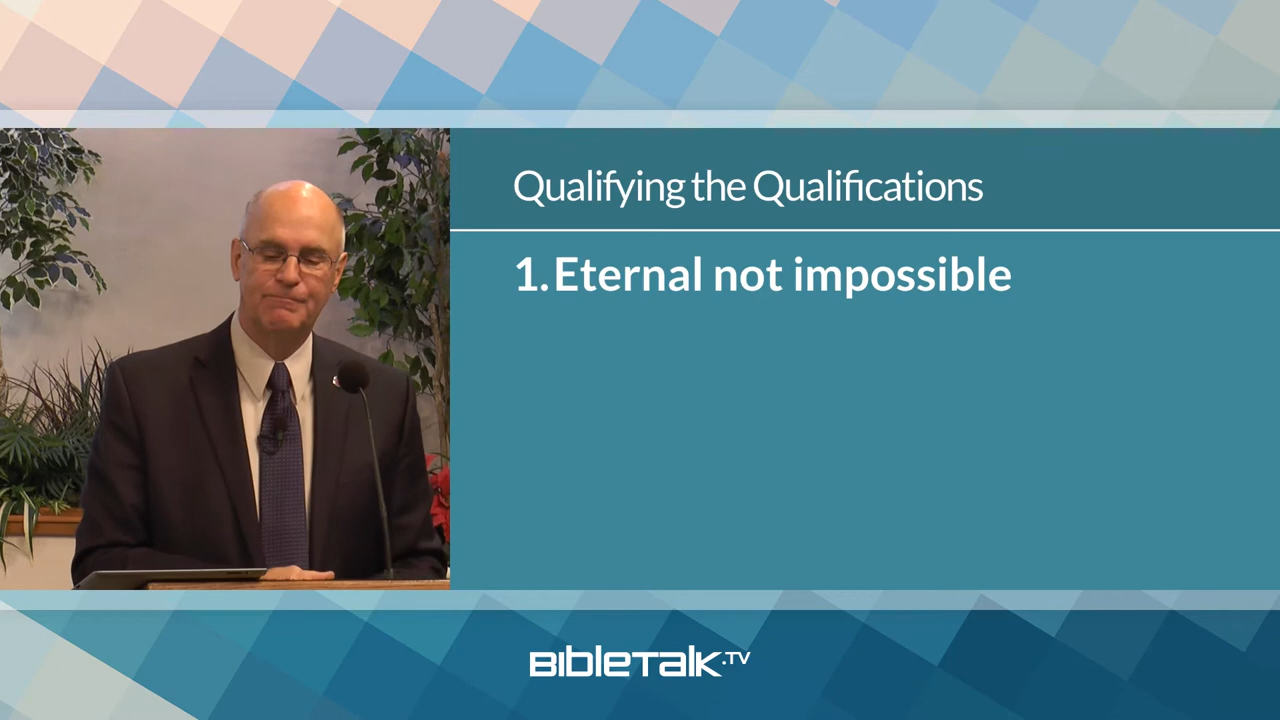 Qualifying the Qualifications
1. Eternal not impossible
BIBLETALK.TV